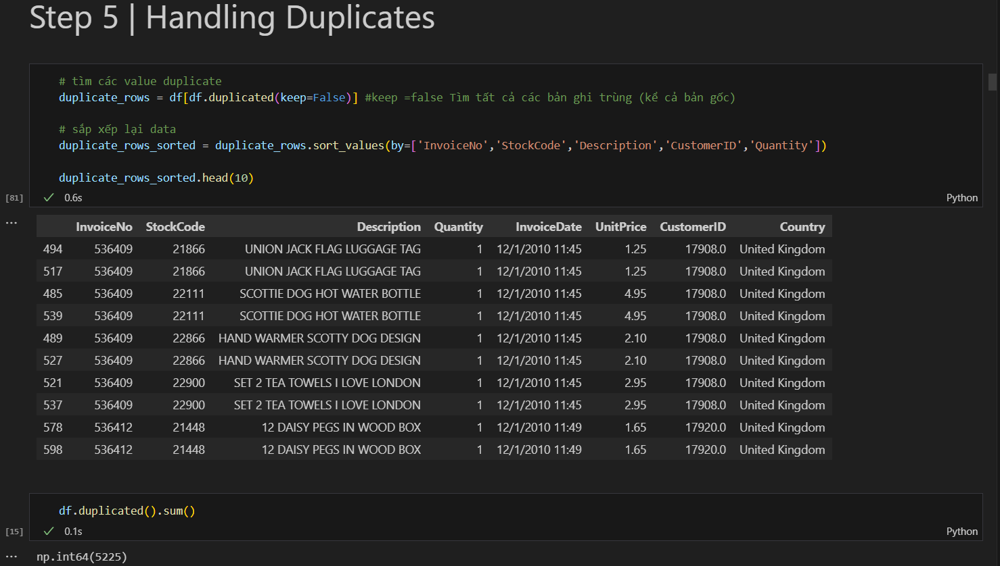 Step 5 | Handling Duplicates
# tìm các value duplicate
duplicate_rows = df[df.duplicated(keep=False)] #keep =false Tìm tất cả các bản ghi trùng (kể cả bản gốc)
# sắp xếp lại data
duplicate_rows_sorted = duplicate_rows.sort_values(by=['InvoiceNo','StockCode','Description','CustomerID','Quantity'])
duplicate_rows_sorted.head(10)
[81] ✓ 0.6s Python
... InvoiceNo StockCode Description Quantity InvoiceDate UnitPrice CustomerID Country
494 536409 21866 UNION JACK FLAG LUGGAGE TAG 1 12/1/2010 11:45 1.25 17908.0 United Kingdom
517 536409 21866 UNION JACK FLAG LUGGAGE TAG 1 12/1/2010 11:45 1.25 17908.0 United Kingdom
485 536409 22111 SCOTTIE DOG HOT WATER BOTTLE 1 12/1/2010 11:45 4.95 17908.0 United Kingdom
539 536409 22111 SCOTTIE DOG HOT WATER BOTTLE 1 12/1/2010 11:45 4.95 17908.0 United Kingdom
489 536409 22866 HAND WARMER SCOTTY DOG DESIGN 1 12/1/2010 11:45 2.10 17908.0 United Kingdom
527 536409 22866 HAND WARMER SCOTTY DOG DESIGN 1 12/1/2010 11:45 2.10 17908.0 United Kingdom
521 536409 22900 SET 2 TEA TOWELS I LOVE LONDON 1 12/1/2010 11:45 2.95 17908.0 United Kingdom
537 536409 22900 SET 2 TEA TOWELS I LOVE LONDON 1 12/1/2010 11:45 2.95 17908.0 United Kingdom
578 536412 21448 12 DAISY PEGS IN WOOD BOX 1 12/1/2010 11:49 1.65 17920.0 United Kingdom
598 536412 21448 12 DAISY PEGS IN WOOD BOX 1 12/1/2010 11:49 1.65 17920.0 United Kingdom
df.duplicated().sum()
[15] ✓ 0.1s Python
... np.int64(5225)